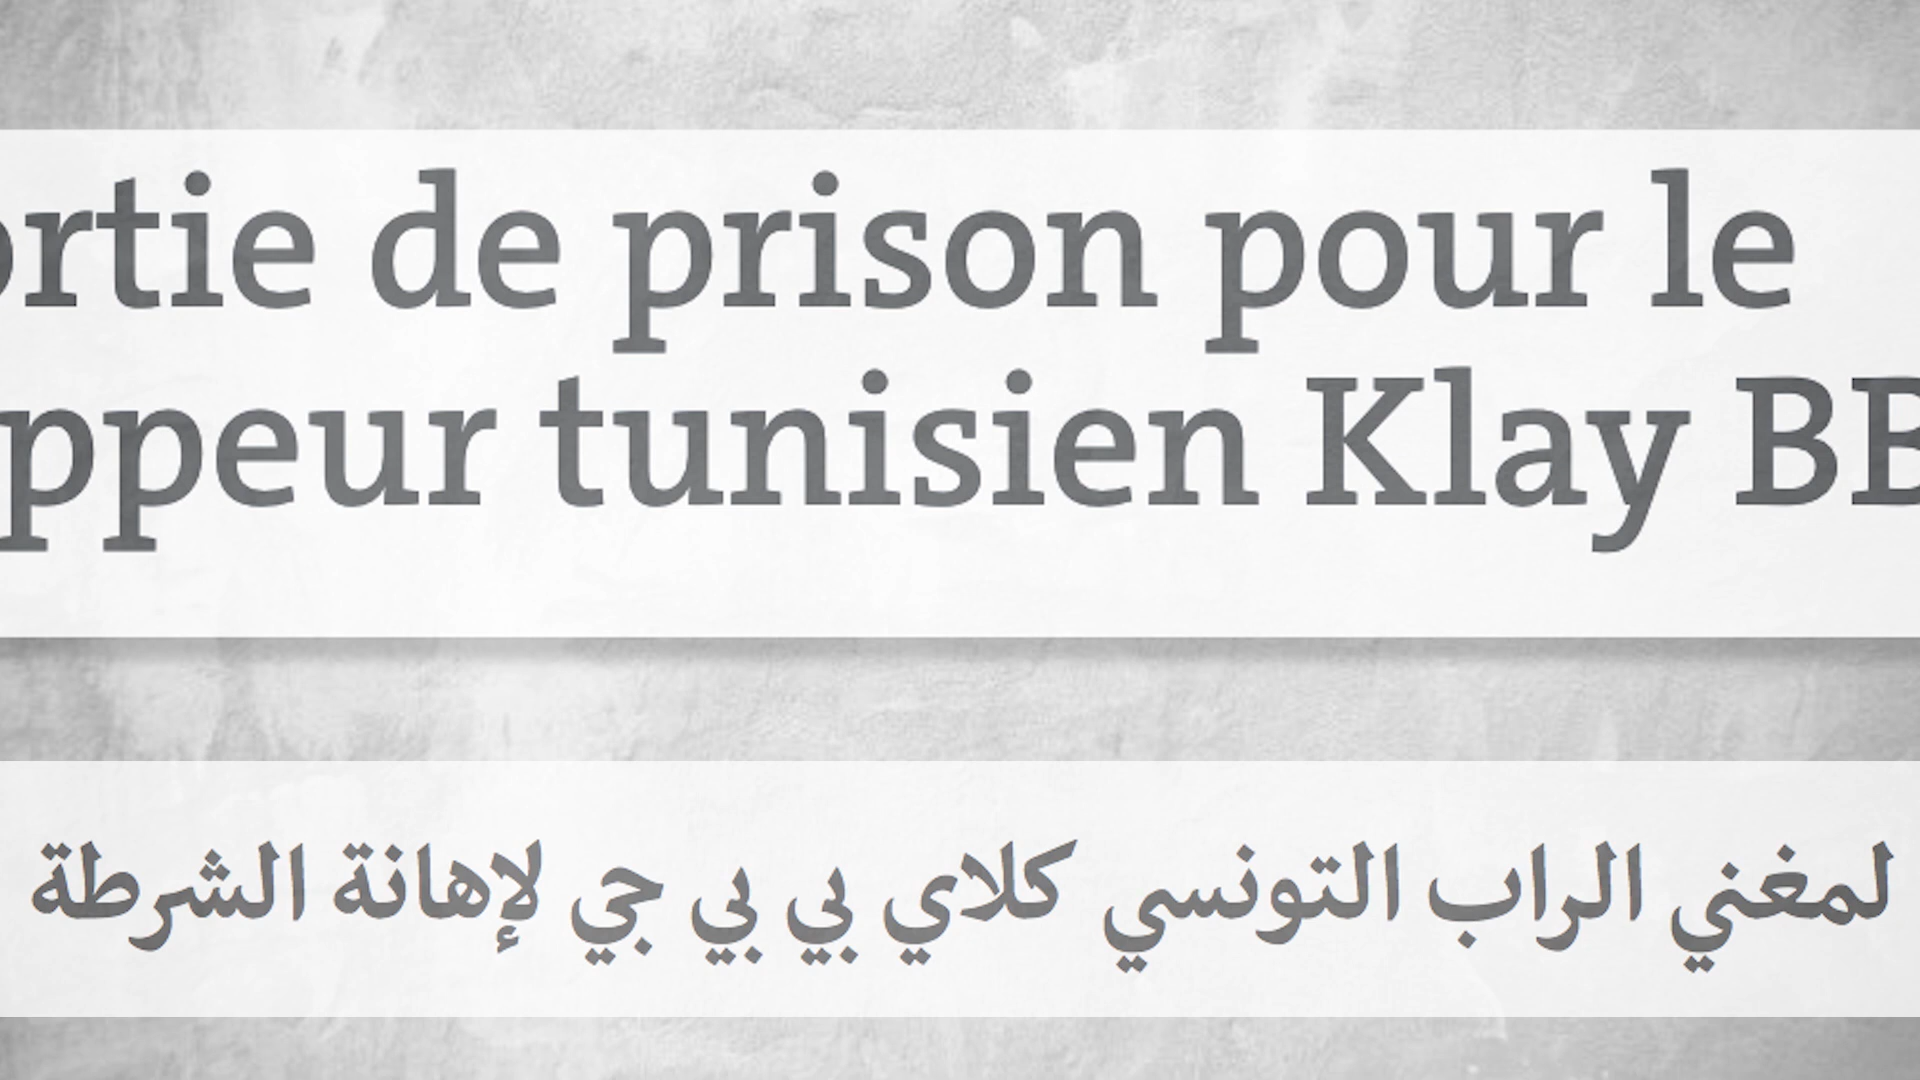 ortie de prison pour le
ppeur tunisien Klay BB
لمغني الراب التونسي كلاي بي بي جي لإهانة الشرطة